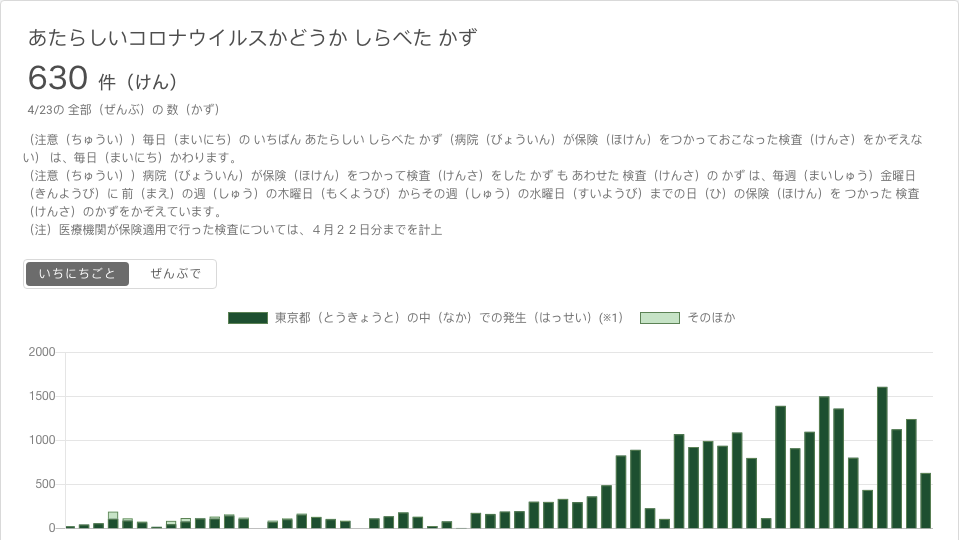 あたらしいコロナウイルスかどうか しらべた かず
630 件（けん）
4/23の 全部（ぜんぶ）の 数（かず）
（注意（ちゅうい））毎日（まいにち）の いちばん あたらしい しらべた かず（病院（びょういん）が保険（ほけん）をつかっておこなった検査（けんさ）をかぞえな
い） は、毎日（まいにち）かわります。
（注意（ちゅうい））病院（びょういん）が保険（ほけん）をつかって検査（けんさ）をした かず も あわせた 検査（けんさ）の かず は、毎週（まいしゅう）金曜日
（きんようび）に 前（まえ）の週（しゅう）の木曜日（もくようび）からその週（しゅう）の水曜日（すいようび）までの日（ひ）の保険（ほけん）を つかった 検査
（けんさ）のかずをかぞえています。
（注）医療機関が保険適用で行った検査については、４月２２日分までを計上
いちにちごと ぜんぶで
東京都（とうきょうと）の中（なか）での発生（はっせい）(※1) そのほか
2000
1500
1000
500
0